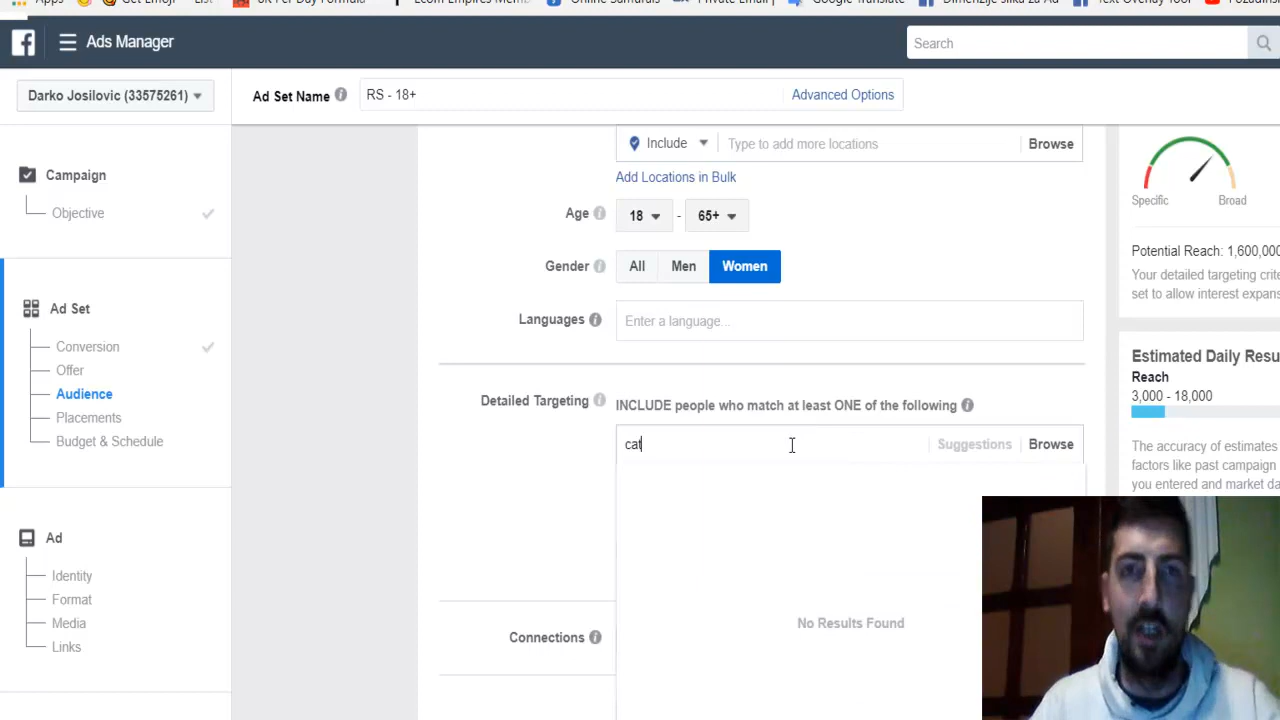 Apps
Get Emoji
List
Per Day Formula
Ecom Empires
Online Samurais
Private Email
Google Translate
Dimenzije slika za Ad
Text Overlay Tool
Ads Manager
Search
Darko Josilovic (33575261)
Ad Set Name
RS - 18+
Advanced Options
Include
Type to add more locations
Browse
Add Locations in Bulk
Specific
Broad
Campaign
Objective
Age
18
-
65+
Potential Reach: 1,600,000
Your detailed targeting crite
set to allow interest expans
Gender
All
Men
Women
Ad Set
Languages
Enter a language...
Conversion
Offer
Audience
Placements
Budget & Schedule
Estimated Daily Resu
Reach
3,000 - 18,000
Detailed Targeting
INCLUDE people who match at least ONE of the following
cat
Suggestions
Browse
The accuracy of estimates
factors like past campaign
you entered and market da
Ad
Identity
Format
Media
Links
No Results Found
Connections